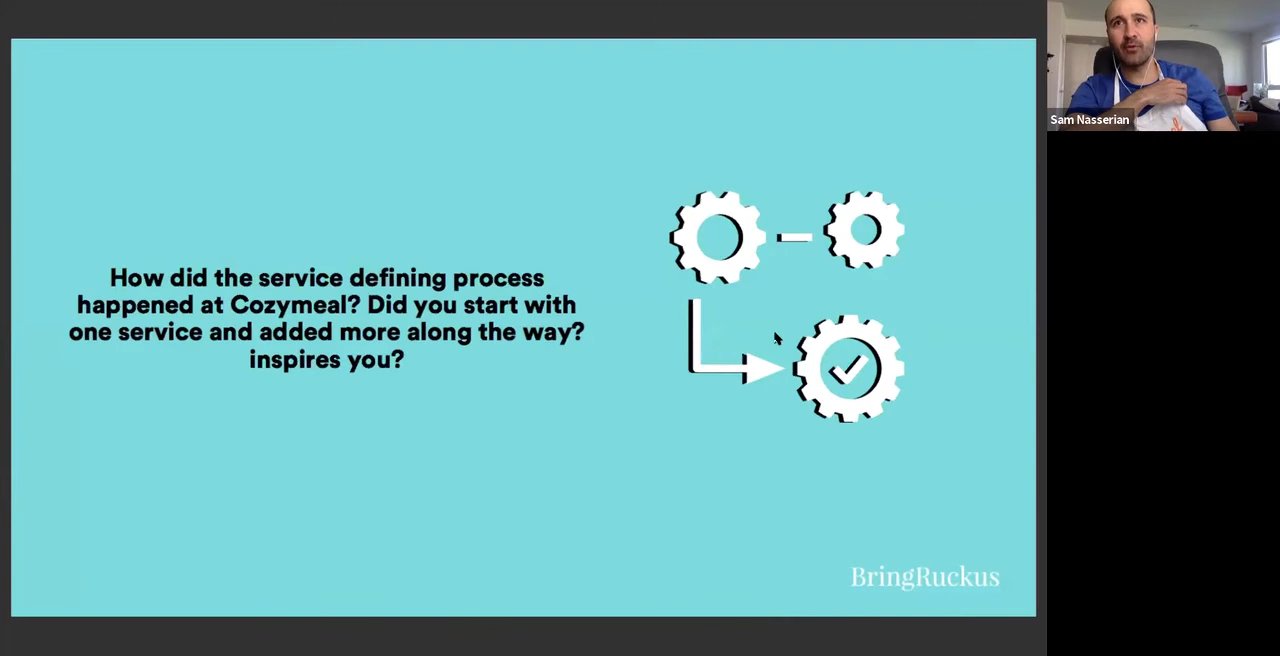 How did the service defining process
happened at Cozymeal? Did you start with
one service and added more along the way?
inspires you?
BringRuckus
Sam Nasserian